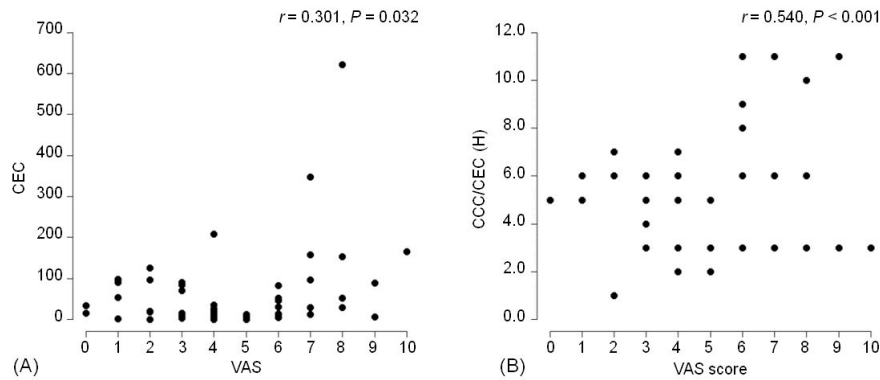 r = 0.301, P = 0.032
700
600
500
400
300
200
100
0
CEC
0 1 2 3 4 5 6 7 8 9 10
VAS
(A)
r = 0.540, P < 0.001
12.0
10.0
8.0
6.0
4.0
2.0
0.0
CCC/CEC (H)
0 1 2 3 4 5 6 7 8 9 10
VAS score
(B)